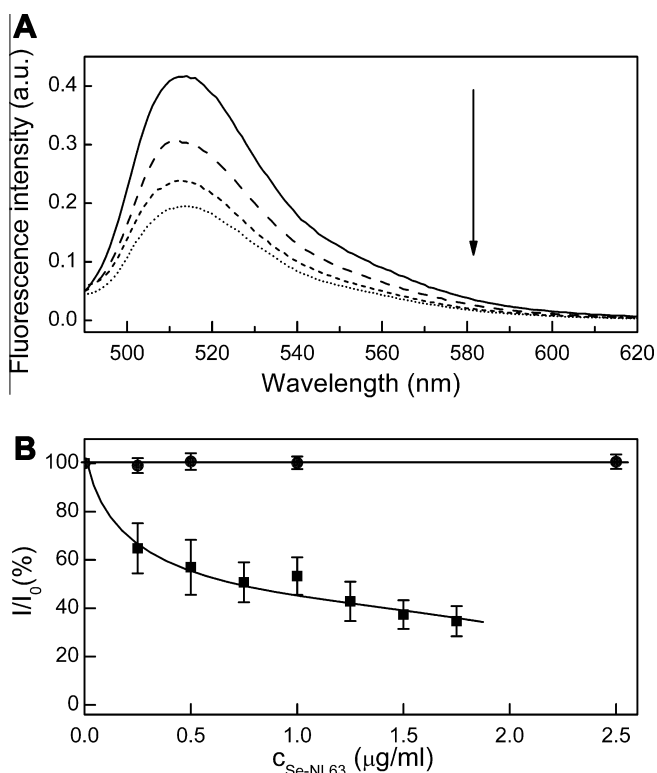 A
Fluorescence intensity (a.u.)
0.4
0.3
0.2
0.1
0.0
500 520 540 560 580 600 620
Wavelength (nm)
B
I/I0(%)
100
80
60
40
20
0
0.0 0.5 1.0 1.5 2.0 2.5
cSe-NL63 (μg/ml)